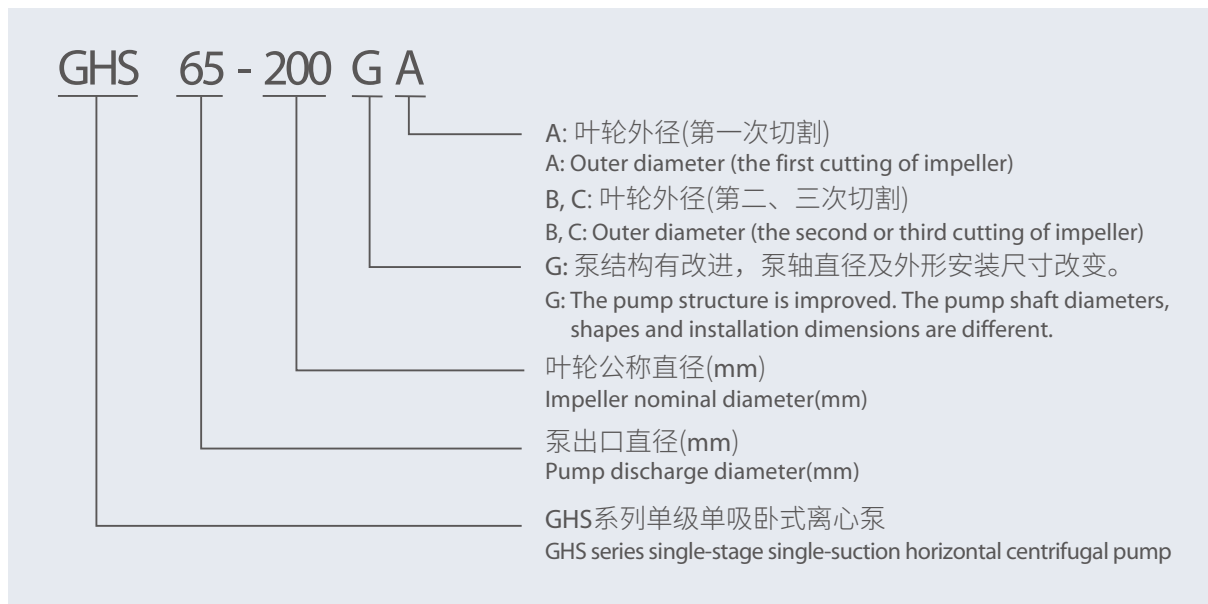 GHS 65 - 200 G A
A: 叶轮外径(第一次切割)
A: Outer diameter (the first cutting of impeller)
B, C: 叶轮外径(第二、三次切割)
B, C: Outer diameter (the second or third cutting of impeller)
G: 泵结构有改进，泵轴直径及外形安装尺寸改变。
G: The pump structure is improved. The pump shaft diameters,
shapes and installation dimensions are different.
叶轮公称直径(mm)
Impeller nominal diameter(mm)
泵出口直径(mm)
Pump discharge diameter(mm)
GHS系列单级单吸卧式离心泵
GHS series single-stage single-suction horizontal centrifugal pump